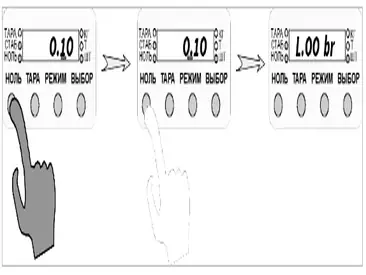 ТАРА
СТАБ
НОЛЬ
0.10
КГ
Т
ШТ
НОЛЬ ТАРА РЕЖИМ ВЫБОР
ТАРА
СТАБ
НОЛЬ
0.10
КГ
Т
ШТ
НОЛЬ ТАРА РЕЖИМ ВЫБОР
ТАРА
СТАБ
НОЛЬ
L.00 br
КГ
Т
ШТ
НОЛЬ ТАРА РЕЖИМ ВЫБОР